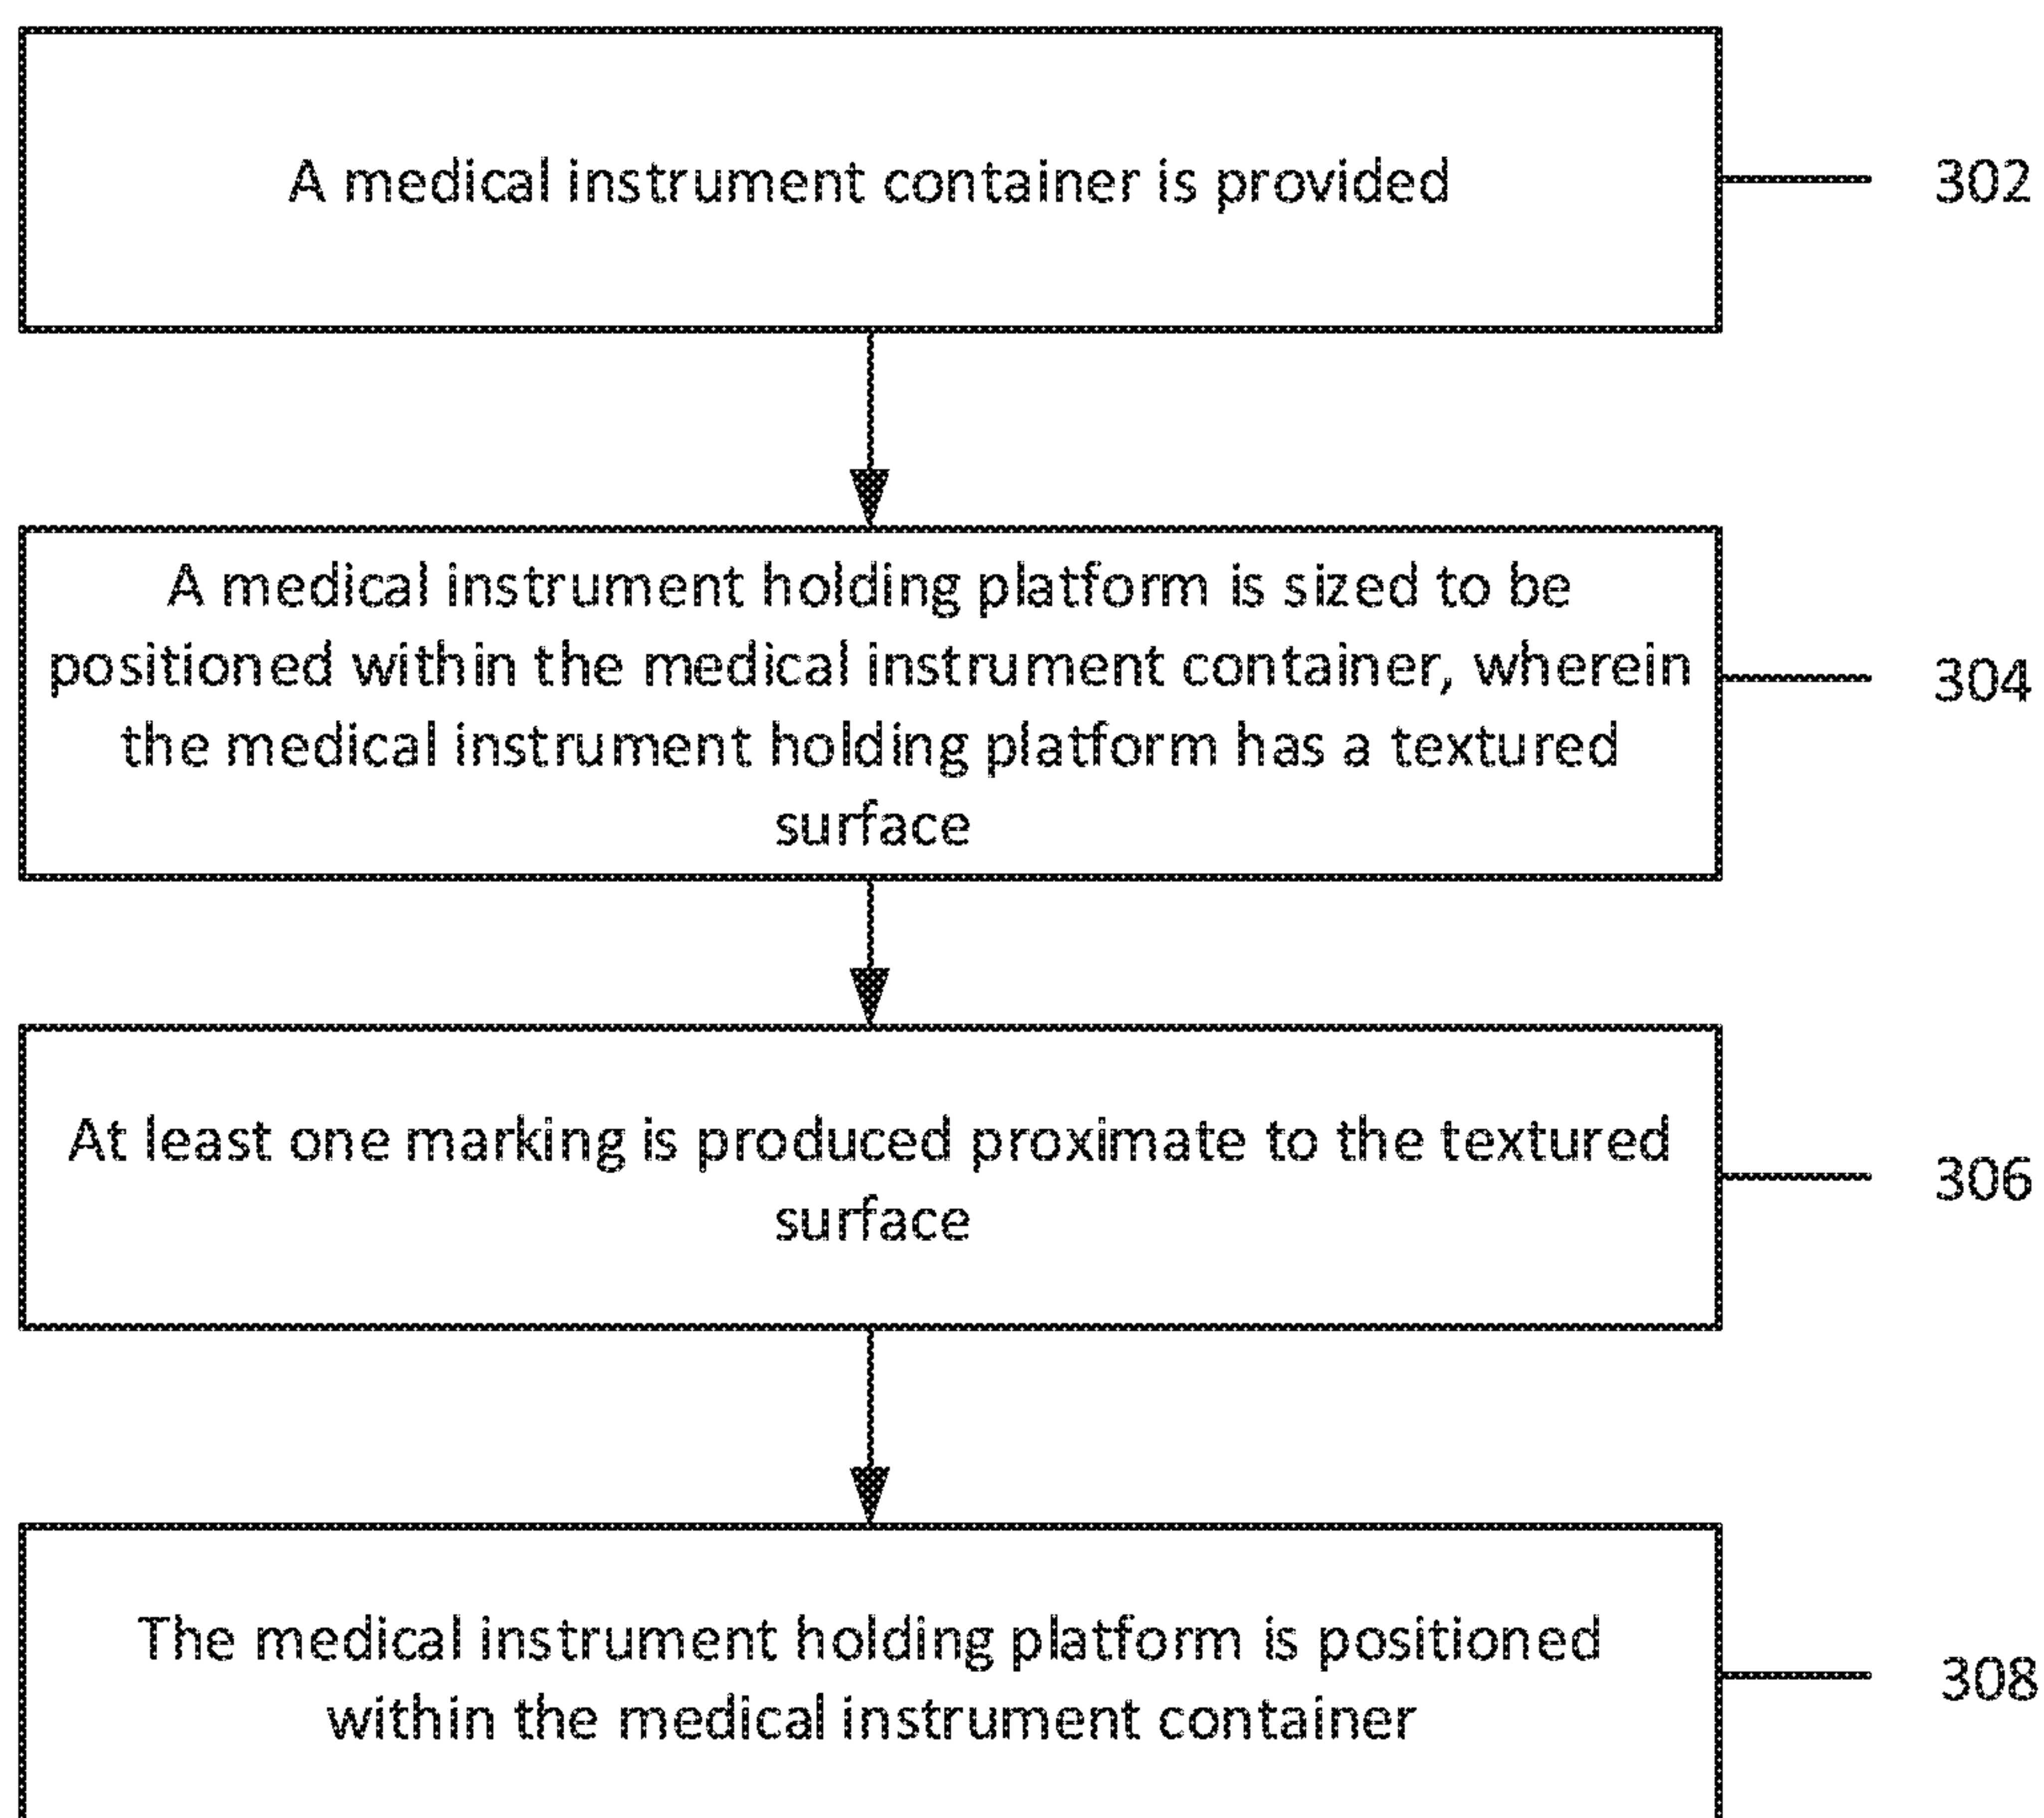 A medical instrument container is provided
302
A medical instrument holding platform is sized to be
positioned within the medical instrument container, wherein
the medical instrument holding platform has a textured
surface
304
At least one marking is produced proximate to the textured
surface
306
The medical instrument holding platform is positioned
within the medical instrument container
308